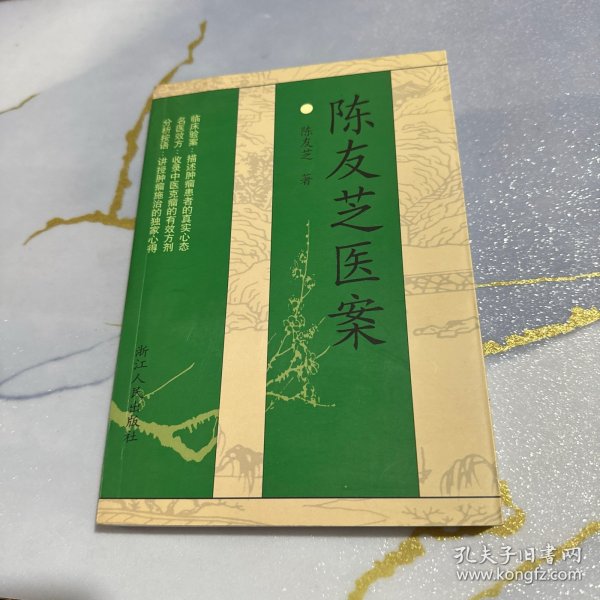 陈友芝医案
陈友芝 著
临床验案：描述肿瘤患者的真实心态
名医效方：收录中医克瘤的有效方剂
分析按语：讲授肿瘤施治的独家心得
浙江人民出版社
孔夫子旧书网
www.kongfz.com